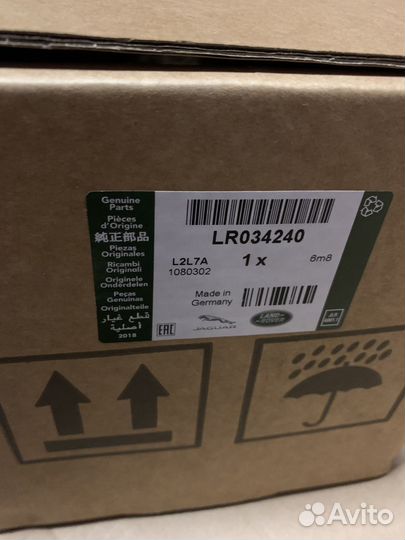 Genuine
Parts
Pièces
d'Origine
純正部品
Piezas
Originales
Ricambi
Originali
Originele
Onderdelen
Peças
Genuinas
Originalteile
قطع غيار
أصلية
2018
LR034240
L2L7A
1 x
6m8
1080302
Made in
Germany
EAC
JAGUAR
LAND
ROVER
Avito